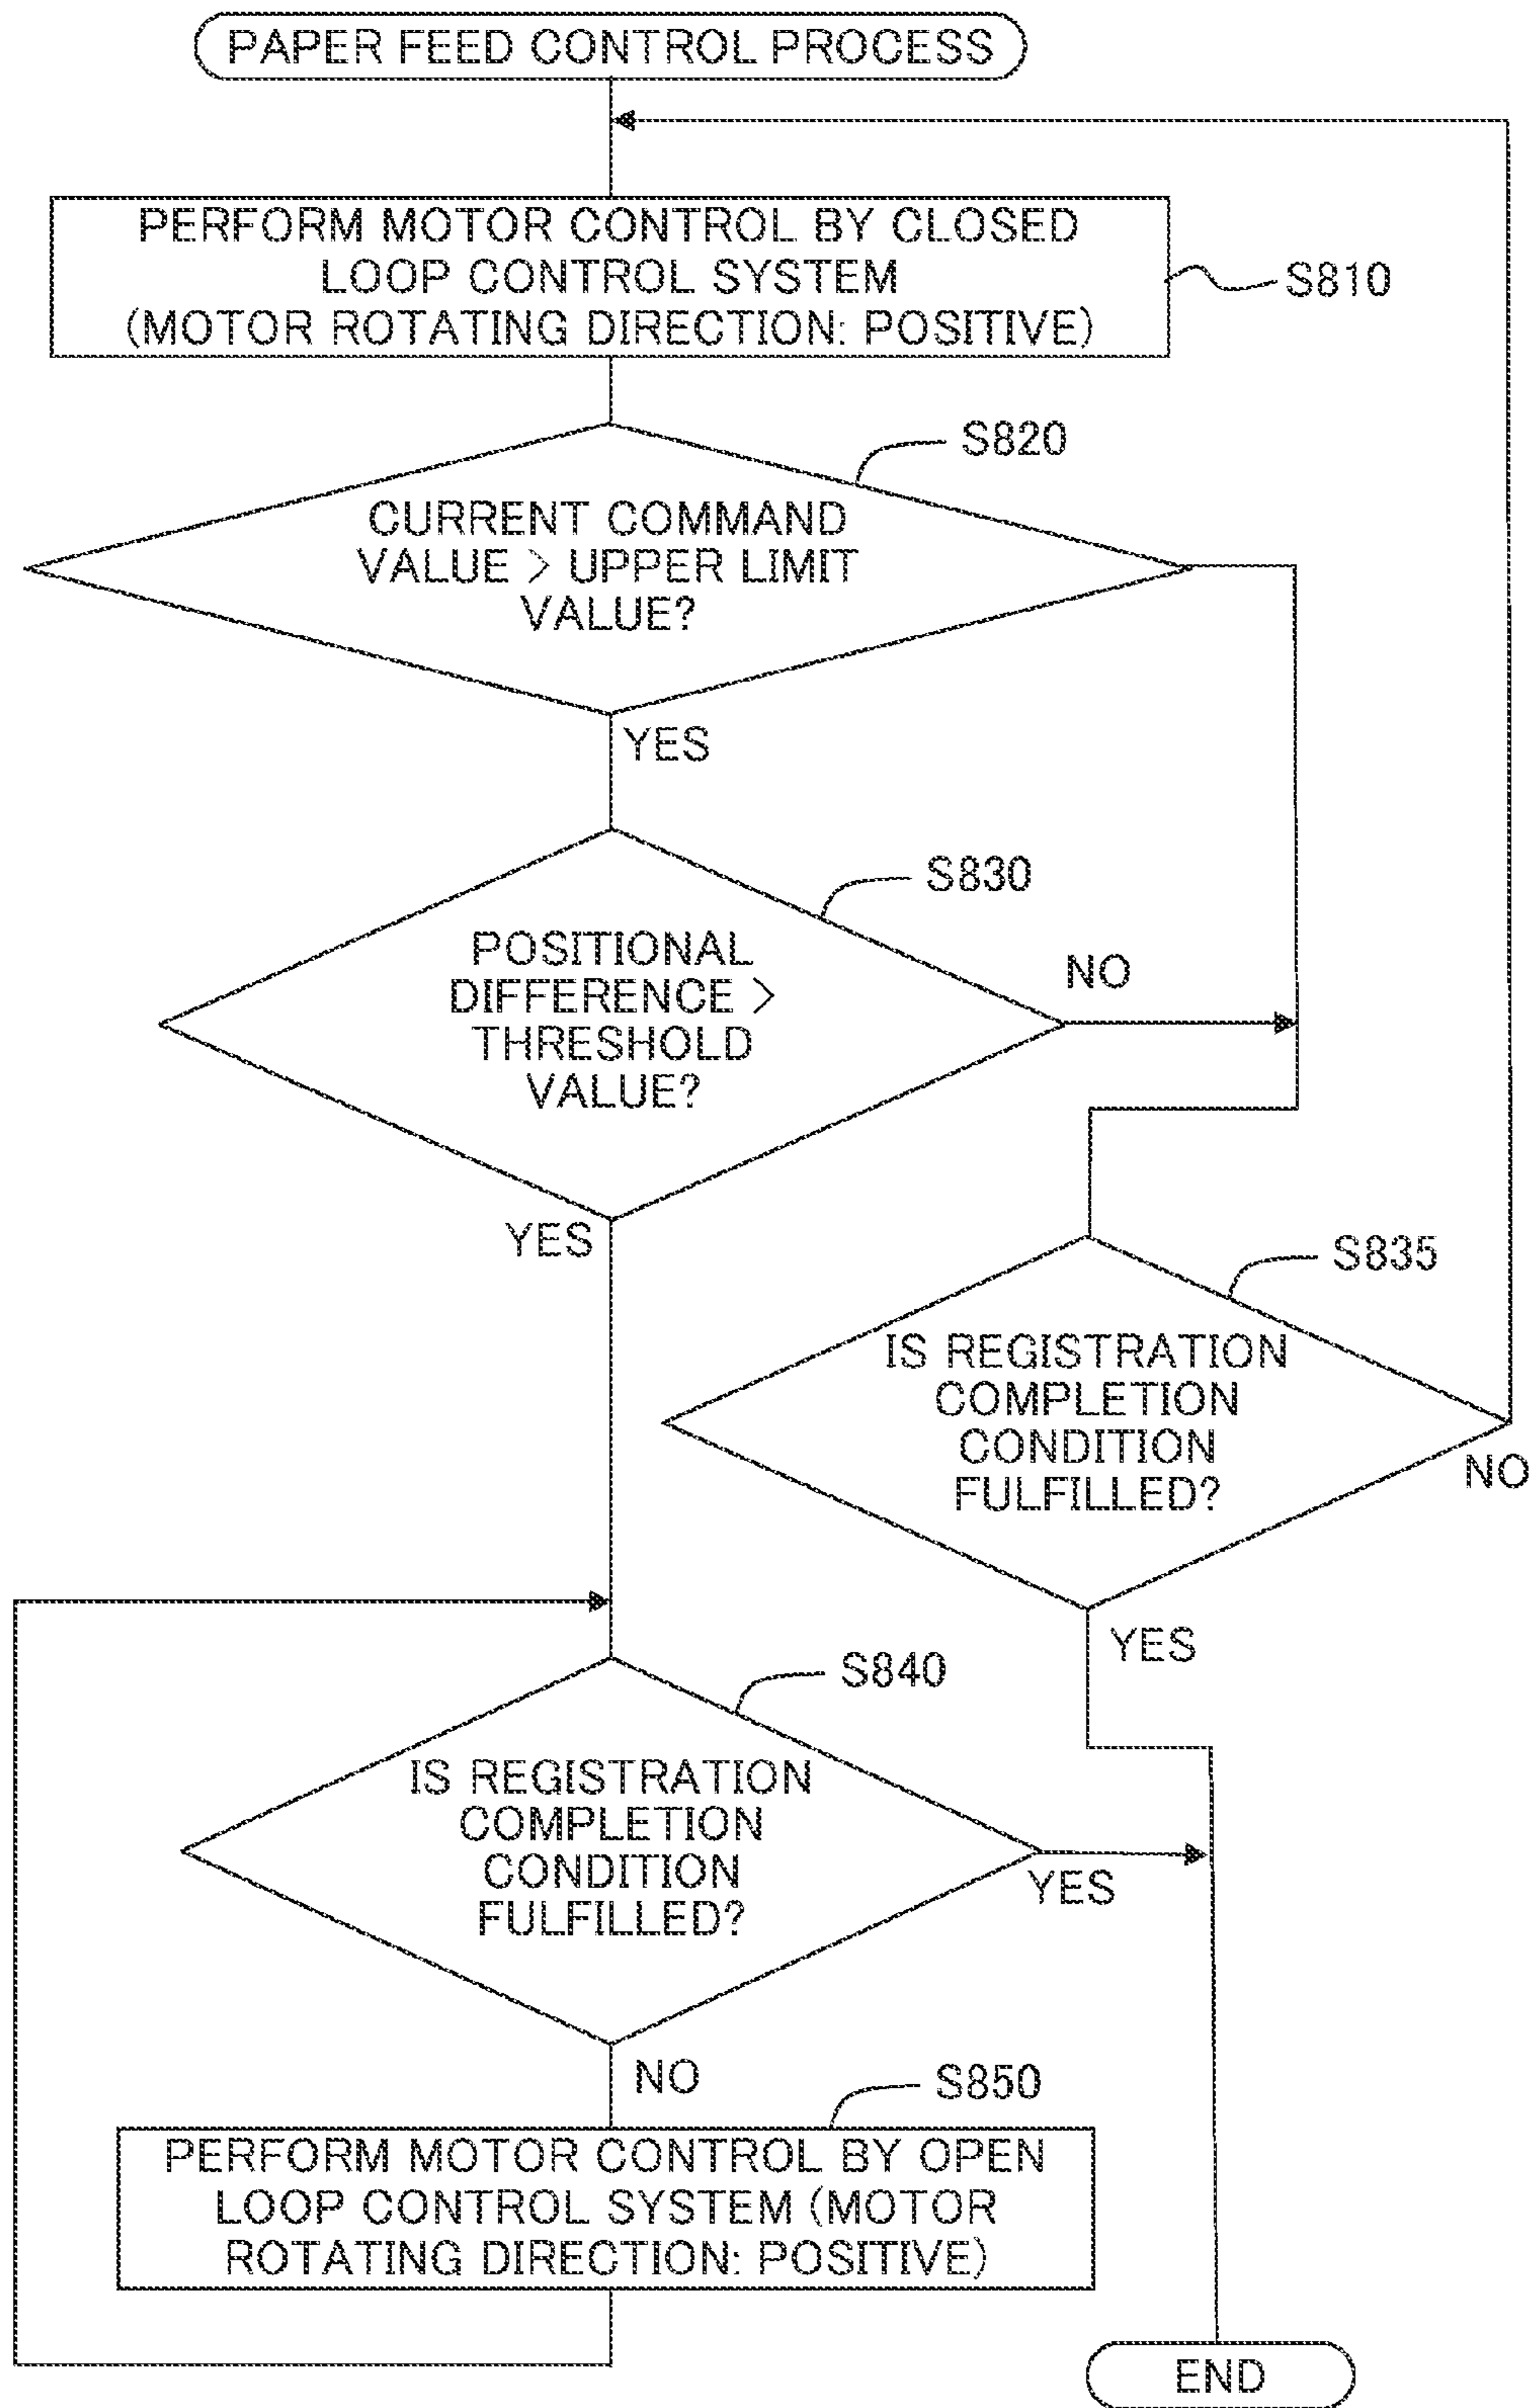 PAPER FEED CONTROL PROCESS
PERFORM MOTOR CONTROL BY CLOSED
LOOP CONTROL SYSTEM
(MOTOR ROTATING DIRECTION: POSITIVE)
S810
S820
CURRENT COMMAND
VALUE > UPPER LIMIT
VALUE?
YES
S830
POSITIONAL
DIFFERENCE >
THRESHOLD
VALUE?
NO
YES
S835
IS REGISTRATION
COMPLETION
CONDITION
FULFILLED?
NO
YES
S840
IS REGISTRATION
COMPLETION
CONDITION
FULFILLED?
YES
NO
S850
PERFORM MOTOR CONTROL BY OPEN
LOOP CONTROL SYSTEM (MOTOR
ROTATING DIRECTION: POSITIVE)
END